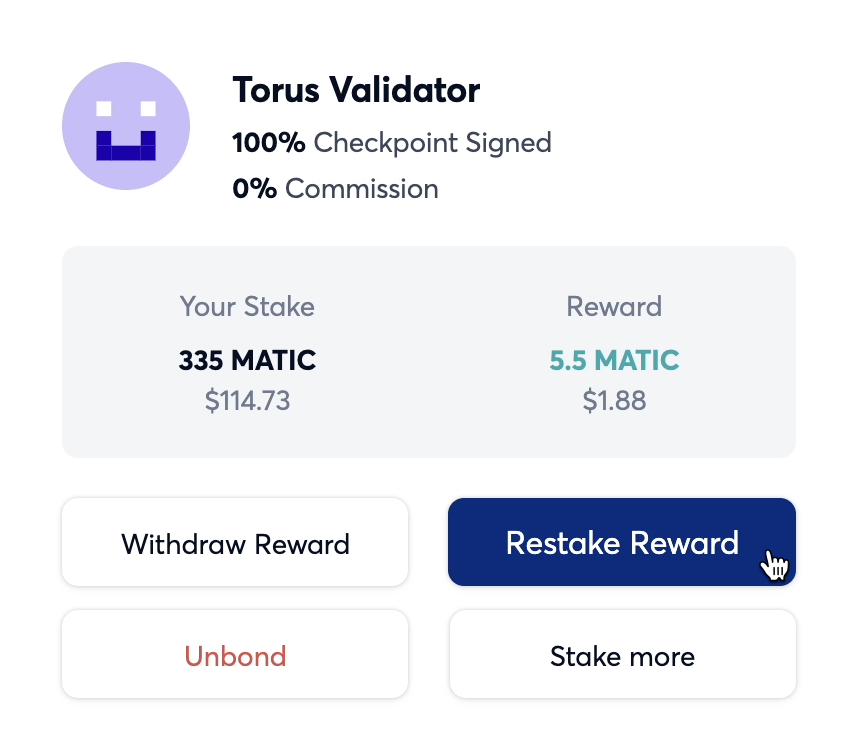 Torus Validator
100% Checkpoint Signed
0% Commission
Your Stake
Reward
335 MATIC
5.5 MATIC
$114.73
$1.88
Withdraw Reward
Restake Reward
Unbond
Stake more